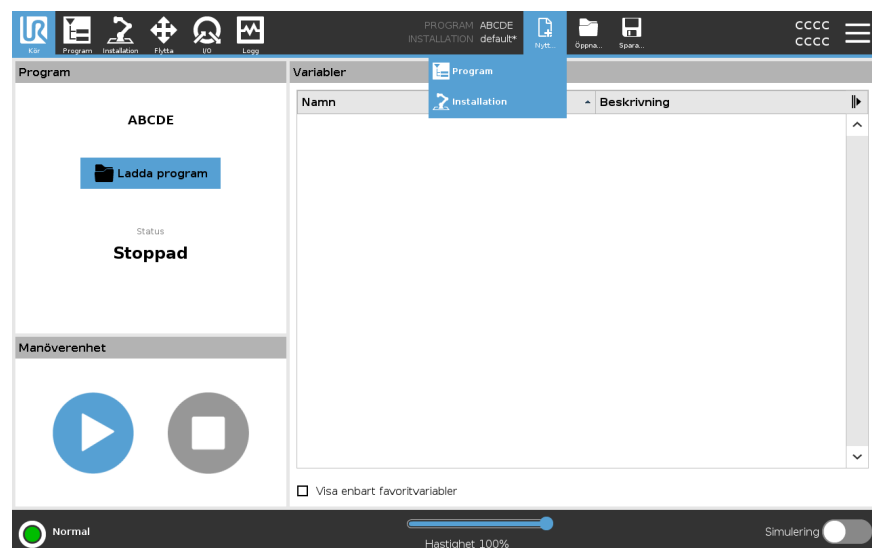 PROGRAM ABCDE
INSTALLATION default*
Kör
Program
Installation
Flytta
I/O
Logg
Nytt...
Öppna...
Spara...
CCCC
CCCC
Program
Installation
Program
ABCDE
Ladda program
Status
Stoppad
Manöverenhet
Variabler
Namn
Beskrivning
Visa enbart favoritvariabler
Normal
Hastighet 100%
Simulering